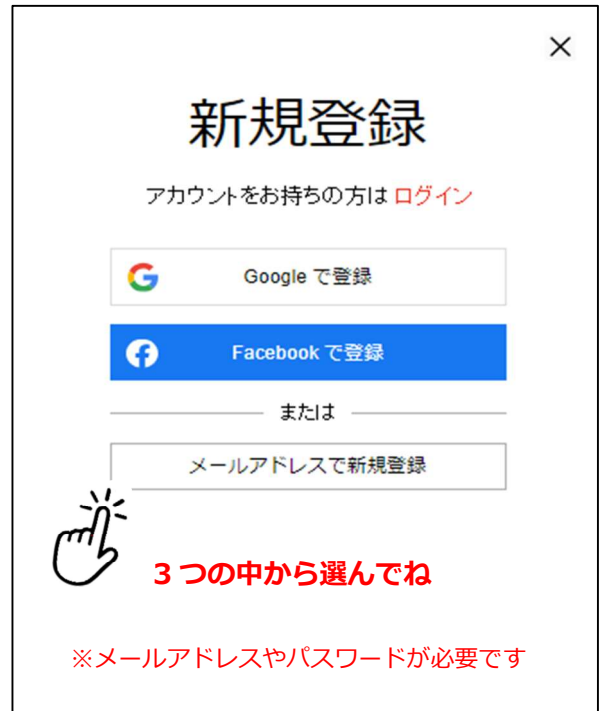 新規登録
アカウントをお持ちの方は ログイン
Google で登録
Facebook で登録
または
メールアドレスで新規登録
3つの中から選んでね
※メールアドレスやパスワードが必要です